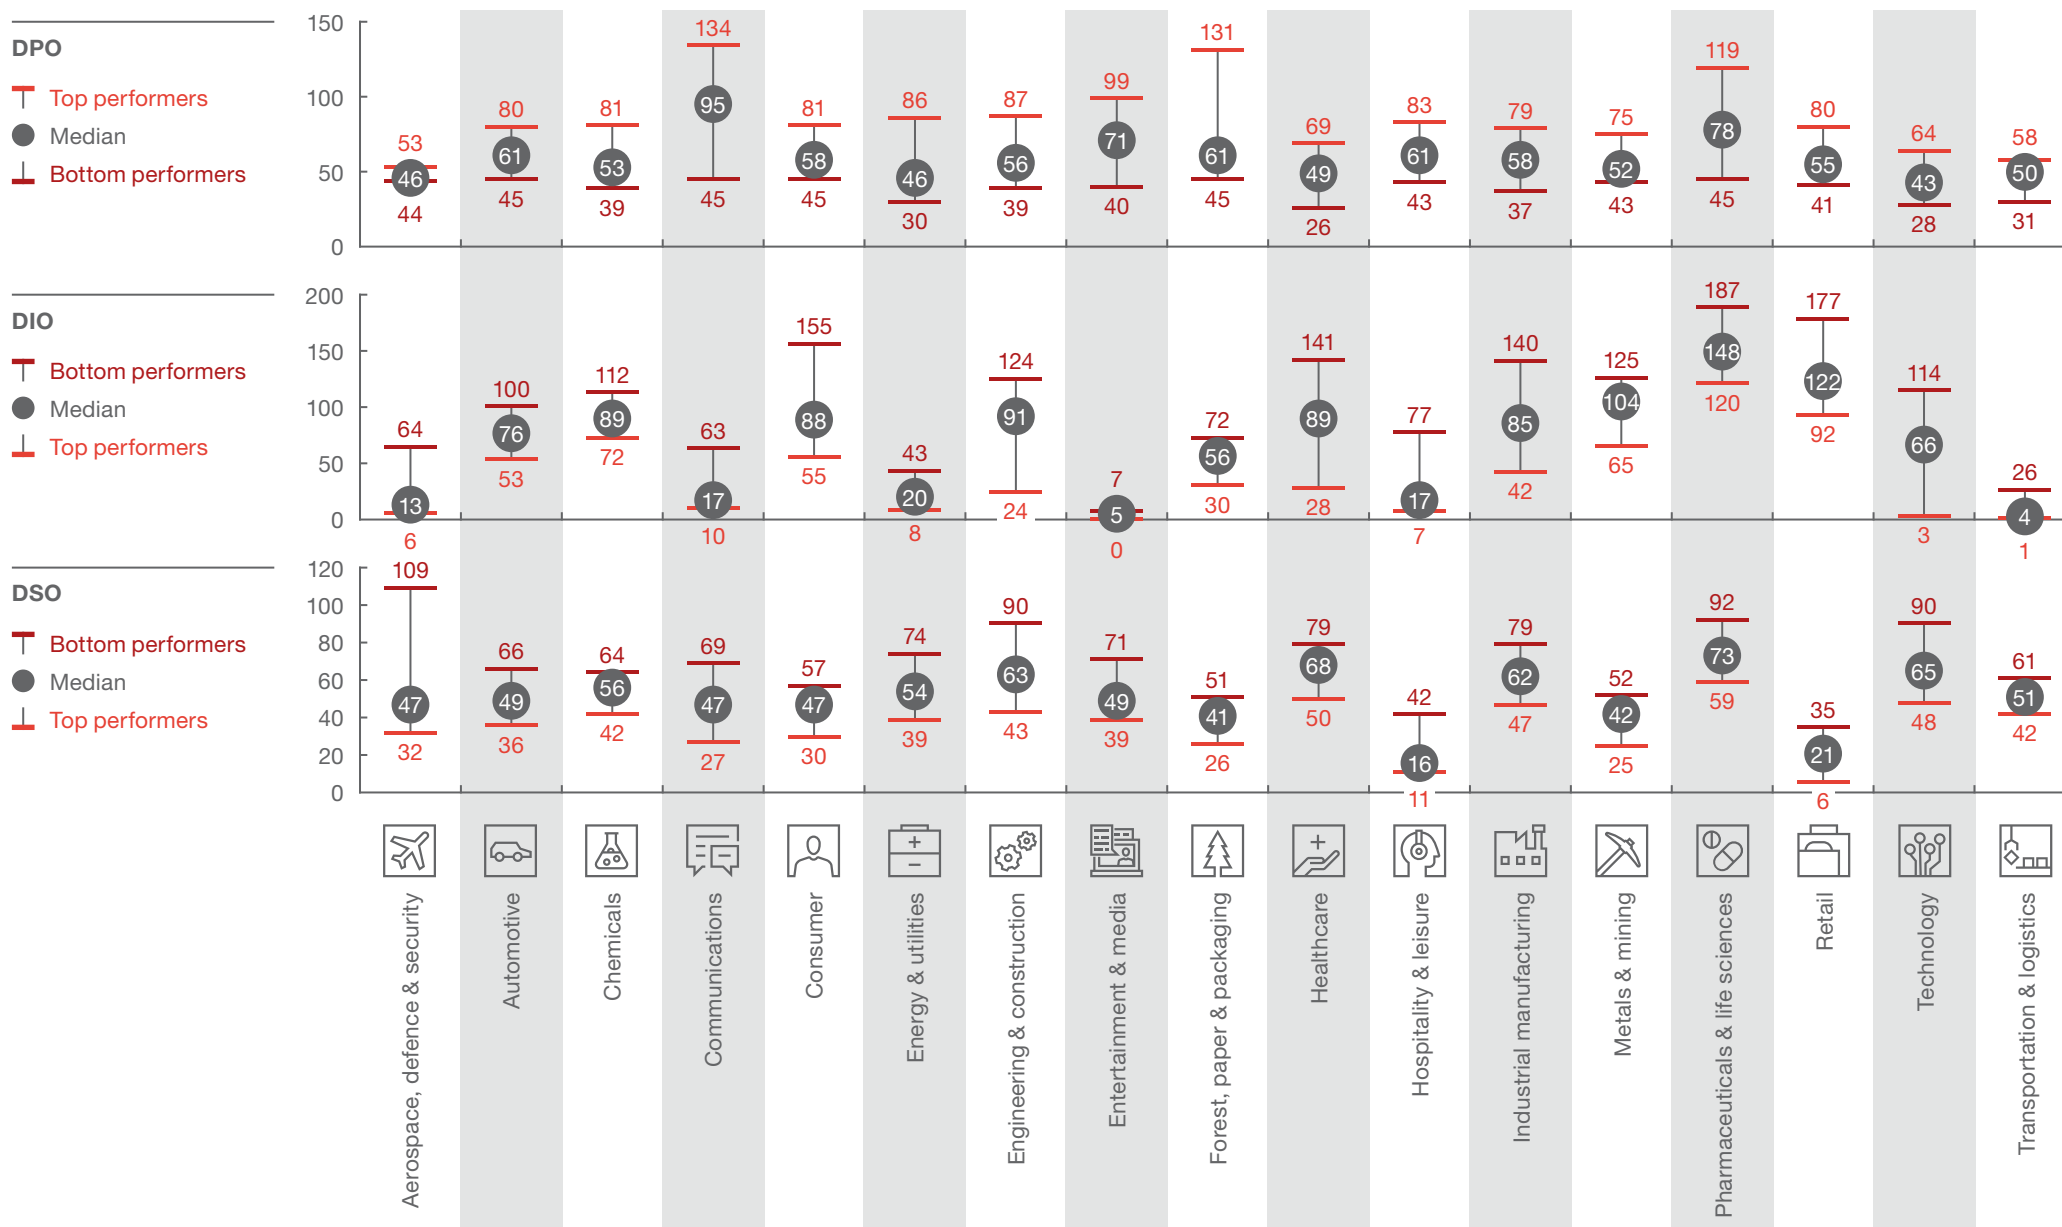 DPO
Top performers
Median
Bottom performers
150
100
50
0
53 80 81 134 81 86 87 99 131 69 83 79 75 119 80 64 58
46 61 53 95 58 46 56 71 61 49 61 58 52 78 55 43 50
44 45 39 45 45 30 39 40 45 26 43 37 43 45 41 28 31
DIO
Bottom performers
Median
Top performers
200
150
100
50
0
64 100 112 63 155 43 124 7 72 141 77 140 125 187 177 114 26
13 76 89 17 88 20 91 5 56 89 17 85 104 148 122 66 4
6 53 72 10 55 8 24 0 30 28 7 42 65 120 92 3 1
DSO
Bottom performers
Median
Top performers
120
100
80
60
40
20
0
109 66 64 69 57 74 90 71 51 79 42 79 52 92 35 90 61
47 49 56 47 47 54 63 49 41 68 16 62 42 73 21 65 51
32 36 42 27 30 39 43 39 26 50 11 47 25 59 6 48 42
Aerospace, defence & security
Automotive
Chemicals
Communications
Consumer
Energy & utilities
Engineering & construction
Entertainment & media
Forest, paper & packaging
Healthcare
Hospitality & leisure
Industrial manufacturing
Metals & mining
Pharmaceuticals & life sciences
Retail
Technology
Transportation & logistics